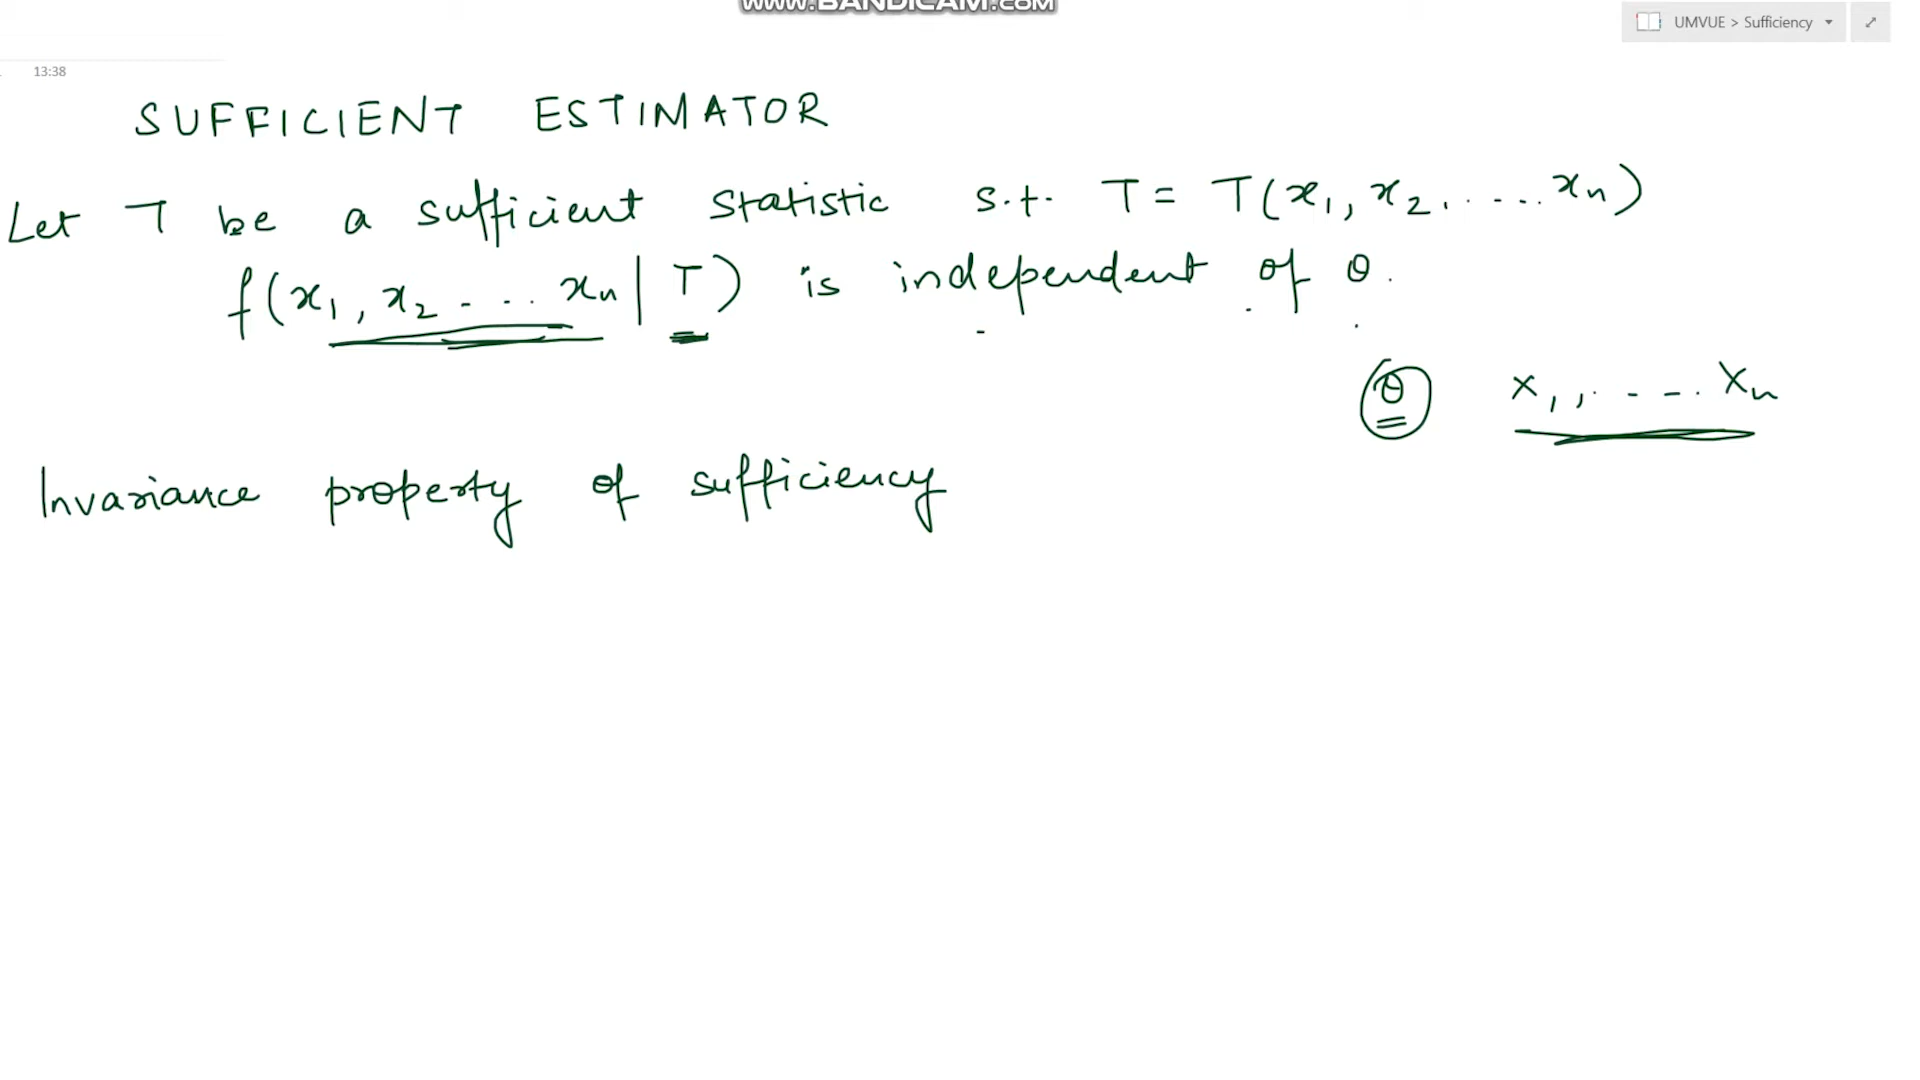 www.BANDICAM.com
UMVUE > Sufficiency
13:38
SUFFICIENT ESTIMATOR
Let T be a sufficient statistic s.t. T = T(x₁, x₂, ..... xₙ)
f(x₁, x₂ - ... xₙ | T) is independent of θ.
θ X₁,, . - - . Xₙ
Invariance property of sufficiency